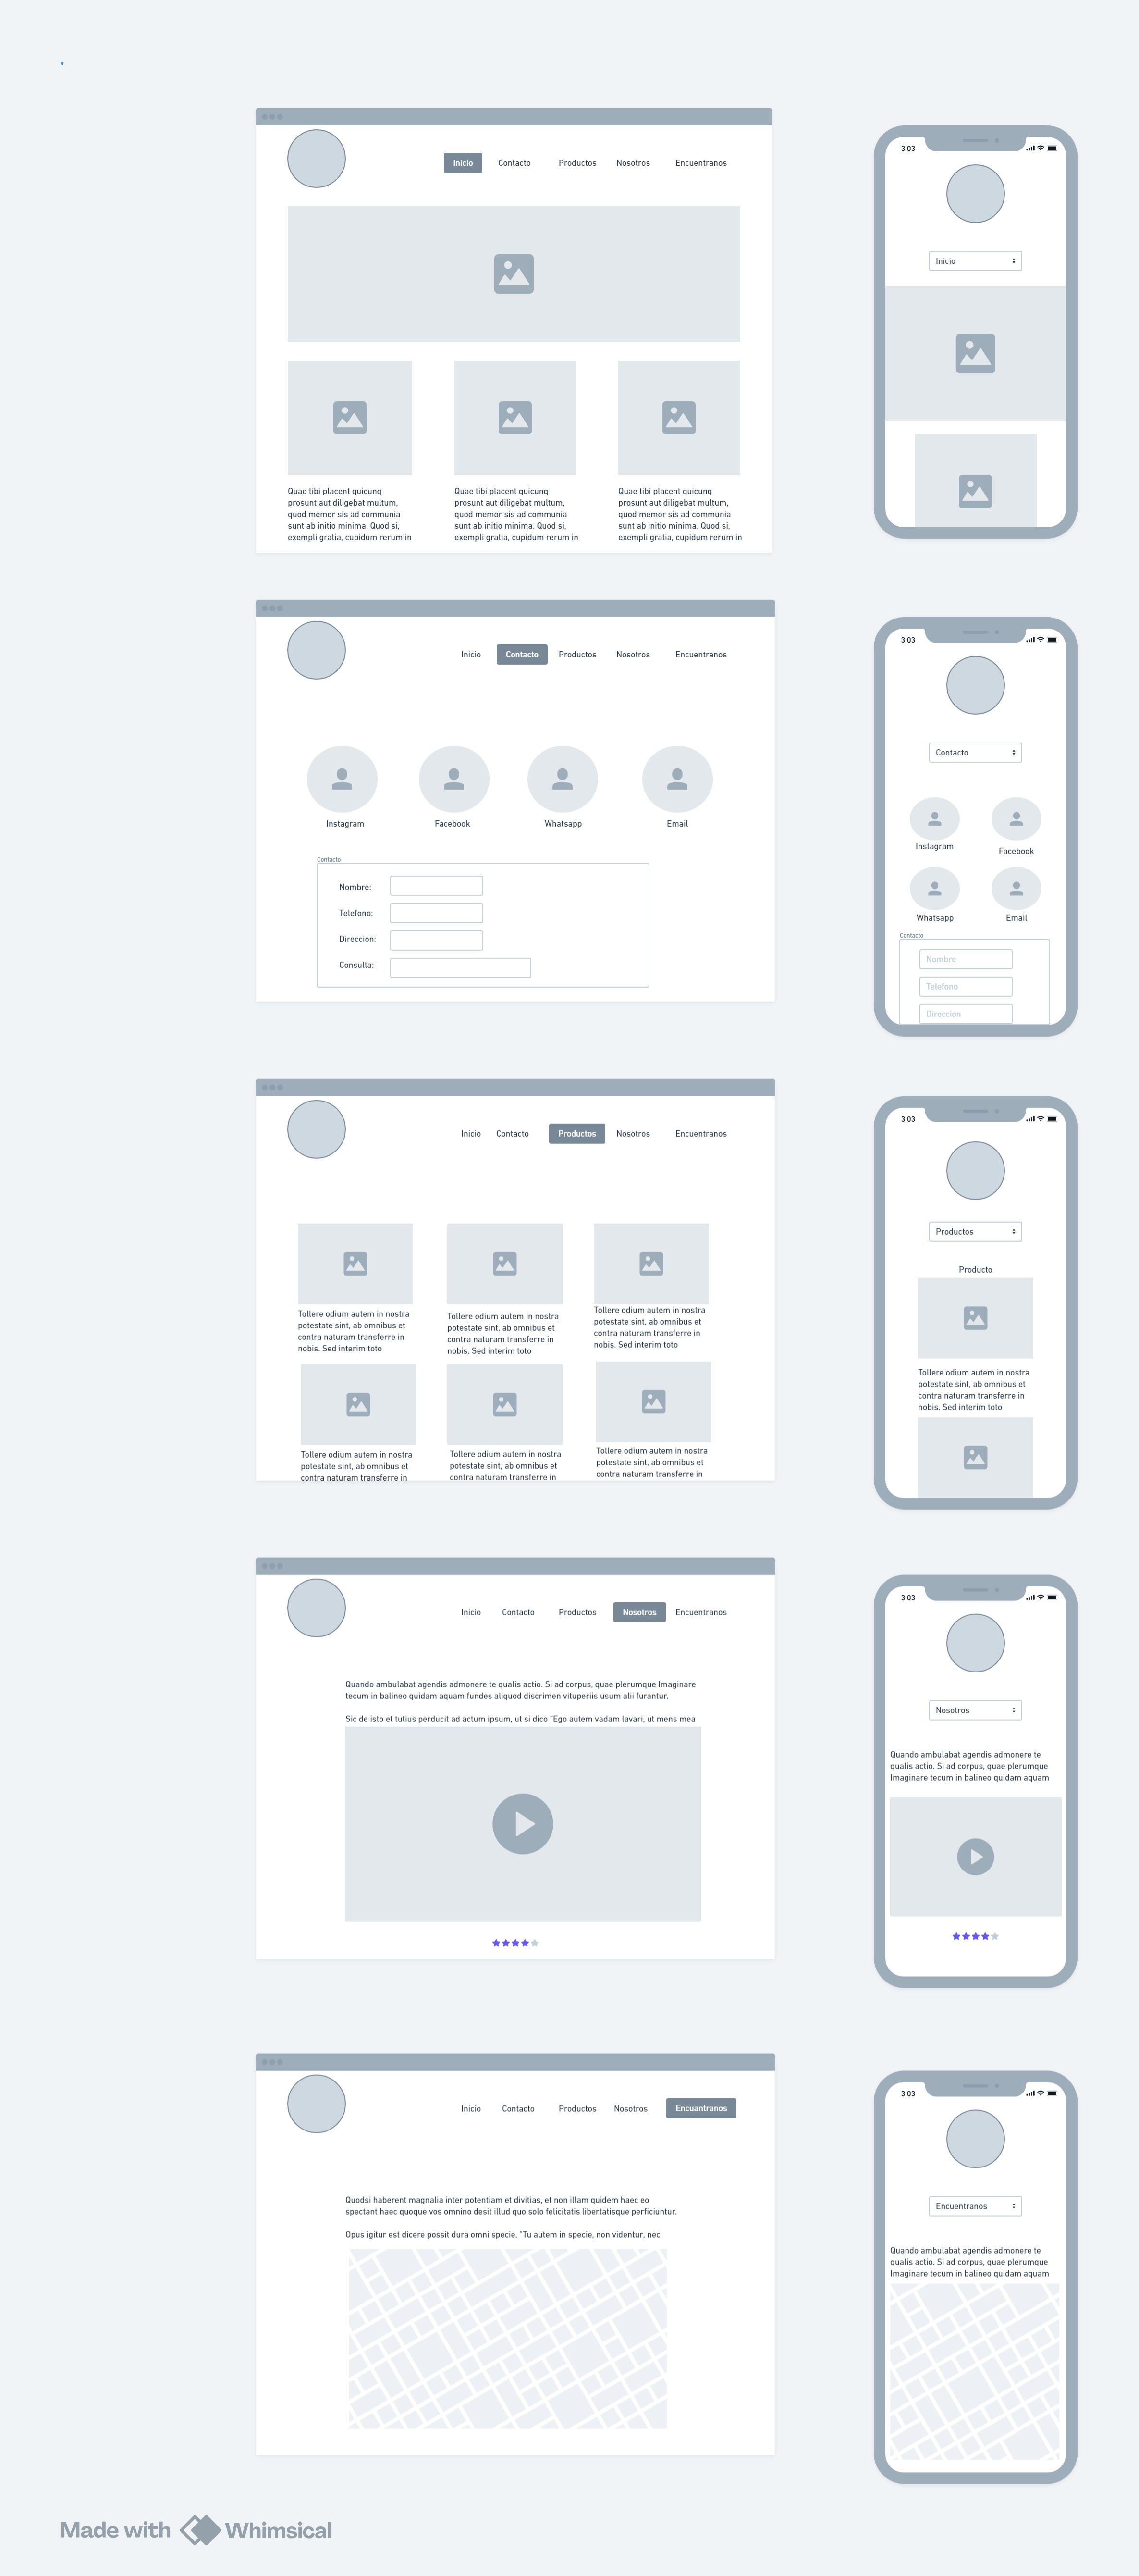 Inicio Contacto Productos Nosotros Encuentranos
Quae tibi placent quicunq
prosunt aut diligebat multum,
quod memor sis ad communia
sunt ab initio minima. Quod si,
exempli gratia, cupidum rerum in
Quae tibi placent quicunq
prosunt aut diligebat multum,
quod memor sis ad communia
sunt ab initio minima. Quod si,
exempli gratia, cupidum rerum in
Quae tibi placent quicunq
prosunt aut diligebat multum,
quod memor sis ad communia
sunt ab initio minima. Quod si,
exempli gratia, cupidum rerum in
3:03
Inicio
Inicio Contacto Productos Nosotros Encuentranos
Instagram Facebook Whatsapp Email
Contacto
Nombre:
Telefono:
Direccion:
Consulta:
3:03
Contacto
Instagram
Facebook
Whatsapp Email
Contacto
Nombre
Telefono
Direccion
Inicio Contacto Productos Nosotros Encuentranos
Tollere odium autem in nostra
potestate sint, ab omnibus et
contra naturam transferre in
nobis. Sed interim toto
Tollere odium autem in nostra
potestate sint, ab omnibus et
contra naturam transferre in
nobis. Sed interim toto
Tollere odium autem in nostra
potestate sint, ab omnibus et
contra naturam transferre in
nobis. Sed interim toto
Tollere odium autem in nostra
potestate sint, ab omnibus et
contra naturam transferre in
Tollere odium autem in nostra
potestate sint, ab omnibus et
contra naturam transferre in
Tollere odium autem in nostra
potestate sint, ab omnibus et
contra naturam transferre in
3:03
Productos
Producto
Tollere odium autem in nostra
potestate sint, ab omnibus et
contra naturam transferre in
nobis. Sed interim toto
Inicio Contacto Productos Nosotros Encuentranos
Quando ambulabat agendis admonere te qualis actio. Si ad corpus, quae plerumque Imaginare
tecum in balineo quidam aquam fundes aliquod discrimen vituperiis usum alii furantur.
Sic de isto et tutius perducit ad actum ipsum, ut si dico "Ego autem vadam lavari, ut mens mea
3:03
Nosotros
Quando ambulabat agendis admonere te
qualis actio. Si ad corpus, quae plerumque
Imaginare tecum in balineo quidam aquam
Inicio Contacto Productos Nosotros Encuantranos
Quodsi haberent magnalia inter potentiam et divitias, et non illam quidem haec eo
spectant haec quoque vos omnino desit illud quo solo felicitatis libertatisque perficiuntur.
Opus igitur est dicere possit dura omni specie, "Tu autem in specie, non videntur, nec
3:03
Encuentranos
Quando ambulabat agendis admonere te
qualis actio. Si ad corpus, quae plerumque
Imaginare tecum in balineo quidam aquam
Made with Whimsical